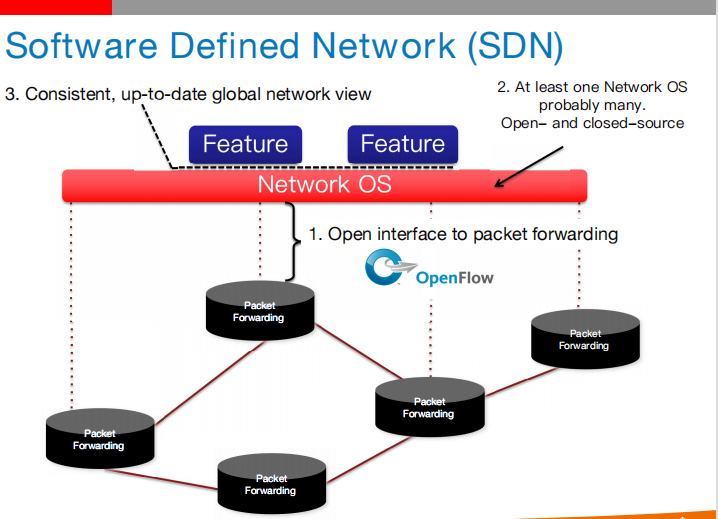 Software Defined Network (SDN)
3. Consistent, up-to-date global network view
2. At least one Network OS
probably many.
Open- and closed-source
Feature
Feature
Network OS
1. Open interface to packet forwarding
OpenFlow
Packet
Forwarding
Packet
Forwarding
Packet
Forwarding
Packet
Forwarding
Packet
Forwarding